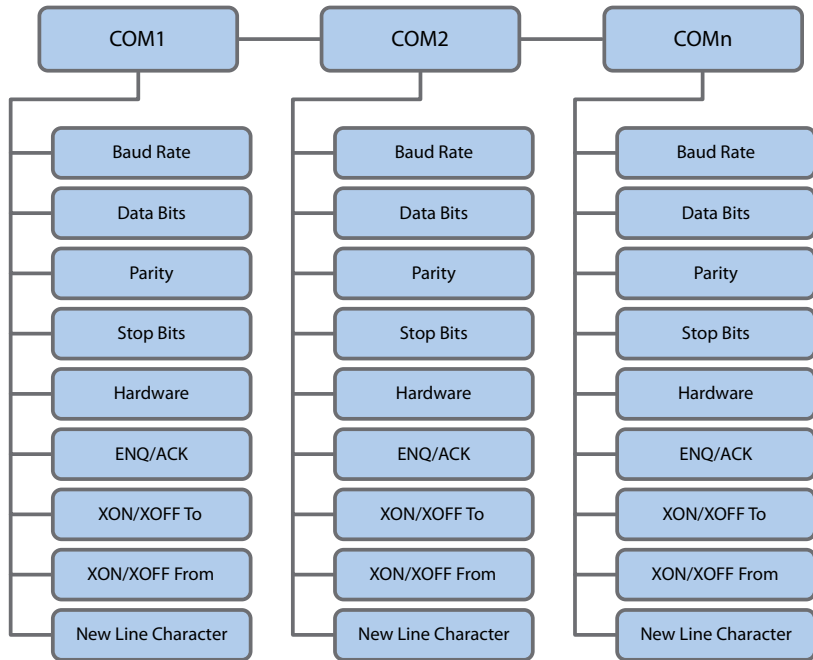 COM1
COM2
COMn
Baud Rate
Data Bits
Parity
Stop Bits
Hardware
ENQ/ACK
XON/XOFF To
XON/XOFF From
New Line Character
Baud Rate
Data Bits
Parity
Stop Bits
Hardware
ENQ/ACK
XON/XOFF To
XON/XOFF From
New Line Character
Baud Rate
Data Bits
Parity
Stop Bits
Hardware
ENQ/ACK
XON/XOFF To
XON/XOFF From
New Line Character